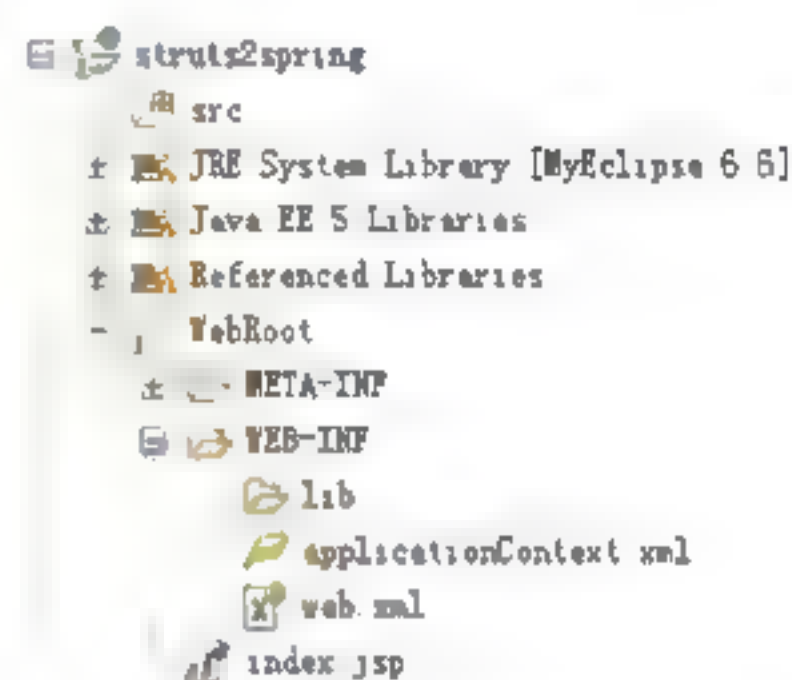 struts2spring
src
JRE System Library [MyEclipse 6.6]
Java EE 5 Libraries
Referenced Libraries
WebRoot
META-INF
WEB-INF
lib
applicationContext.xml
web.xml
index.jsp